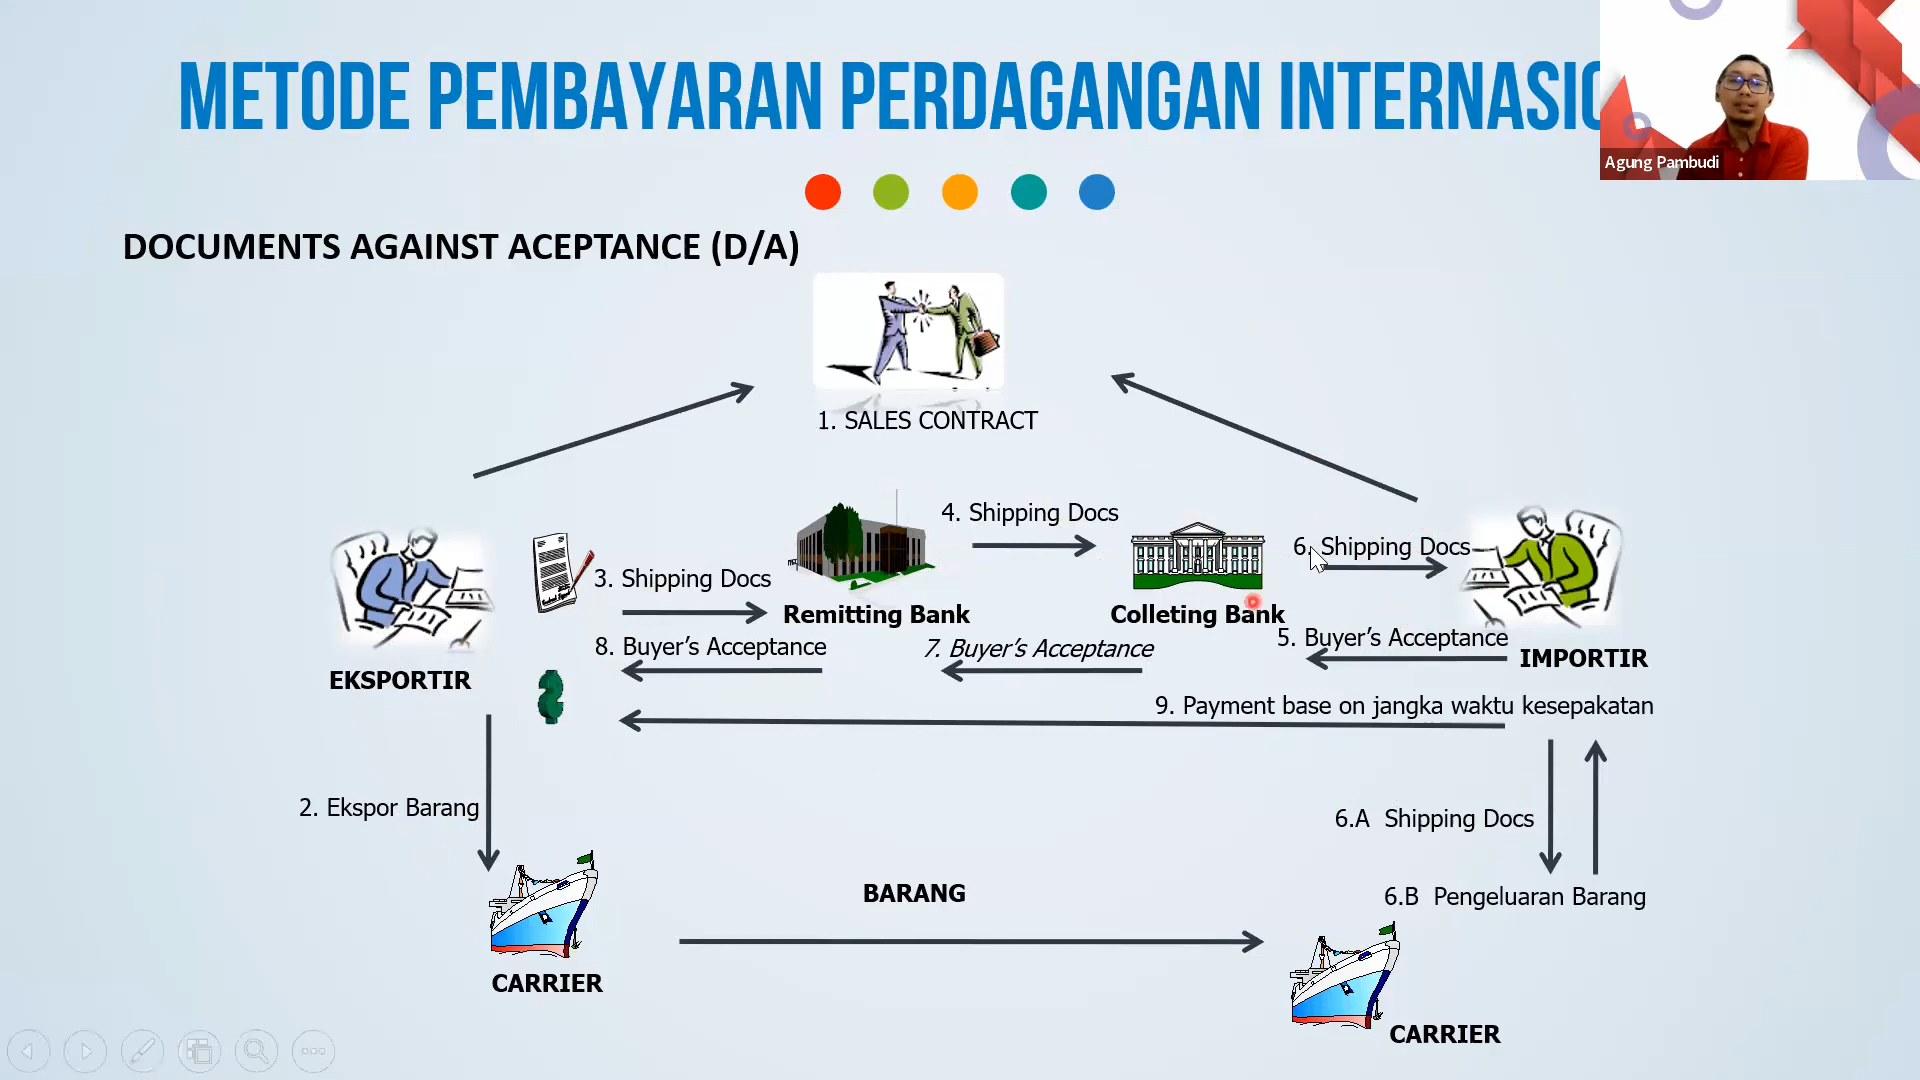 METODE PEMBAYARAN PERDAGANGAN INTERNASIO
Agung Pambudi
DOCUMENTS AGAINST ACEPTANCE (D/A)
1. SALES CONTRACT
4. Shipping Docs
6. Shipping Docs
3. Shipping Docs
Remitting Bank
Colleting Bank
5. Buyer’s Acceptance
8. Buyer’s Acceptance
7. Buyer’s Acceptance
EKSPORTIR
IMPORTIR
9. Payment base on jangka waktu kesepakatan
2. Ekspor Barang
6.A Shipping Docs
BARANG
6.B Pengeluaran Barang
CARRIER
CARRIER